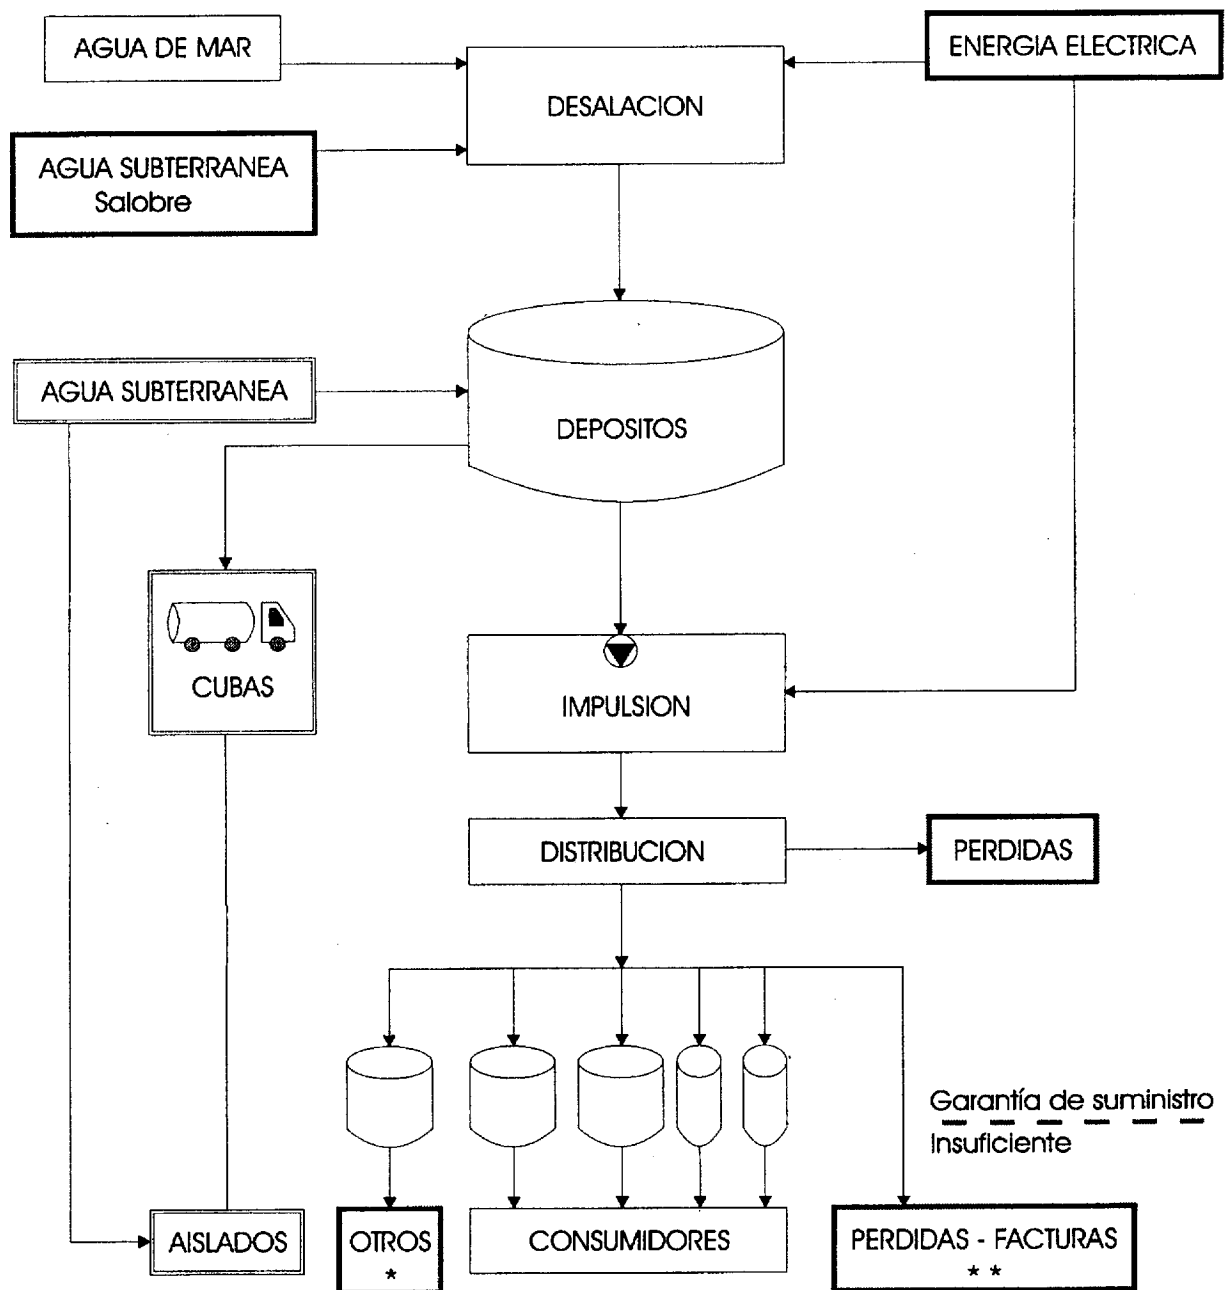 AGUA DE MAR
ENERGIA ELECTRICA
DESALACION
AGUA SUBTERRANEA
Salobre
AGUA SUBTERRANEA
DEPOSITOS
CUBAS
IMPULSION
DISTRIBUCION
PERDIDAS
Garantía de suministro
Insuficiente
AISLADOS
OTROS
*
CONSUMIDORES
PERDIDAS - FACTURAS
* *